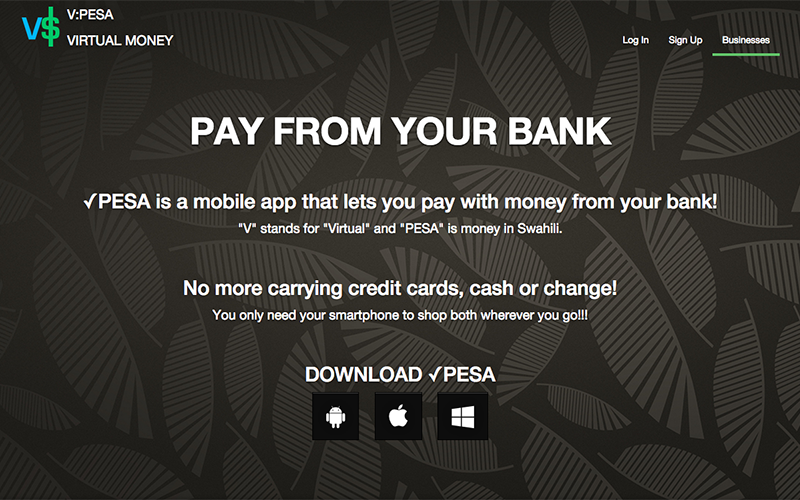 V$
V:PESA
VIRTUAL MONEY
Log In
Sign Up
Businesses
PAY FROM YOUR BANK
✓PESA is a mobile app that lets you pay with money from your bank!
"V" stands for "Virtual" and "PESA" is money in Swahili.
No more carrying credit cards, cash or change!
You only need your smartphone to shop both wherever you go!!!
DOWNLOAD ✓PESA